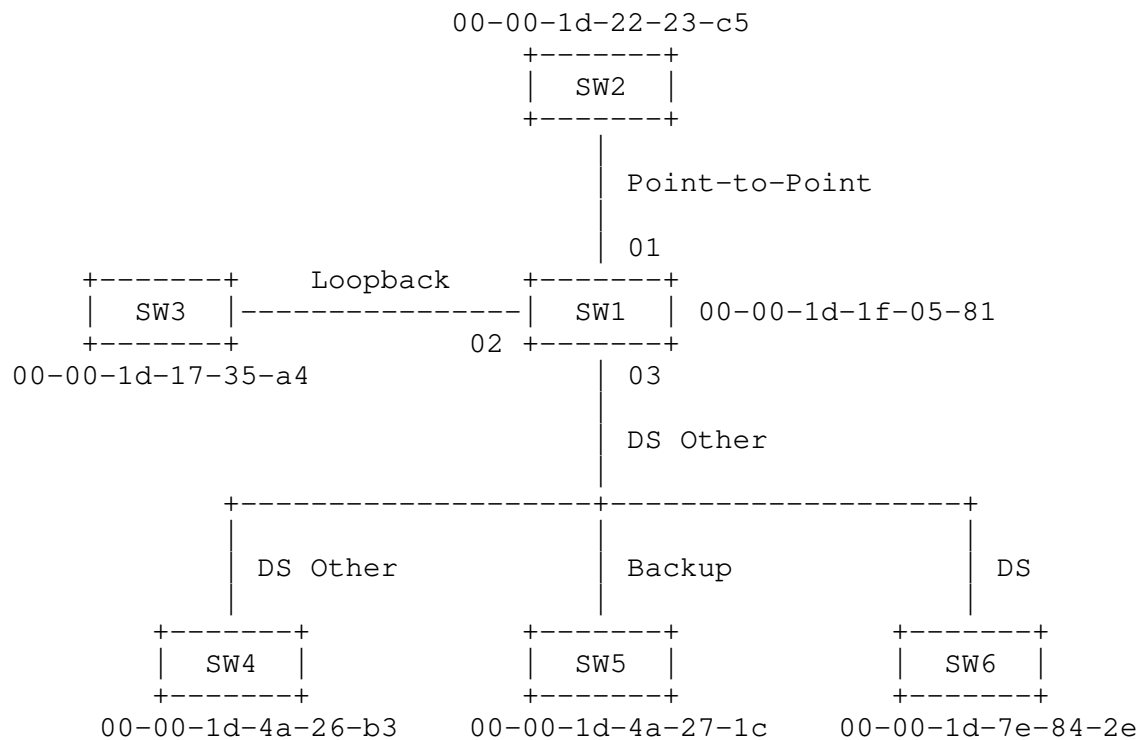 00-00-1d-22-23-c5
SW2
Point-to-Point
01
Loopback
SW3 SW1 00-00-1d-1f-05-81
02
00-00-1d-17-35-a4 03
DS Other
DS Other Backup DS
SW4 SW5 SW6
00-00-1d-4a-26-b3 00-00-1d-4a-27-1c 00-00-1d-7e-84-2e